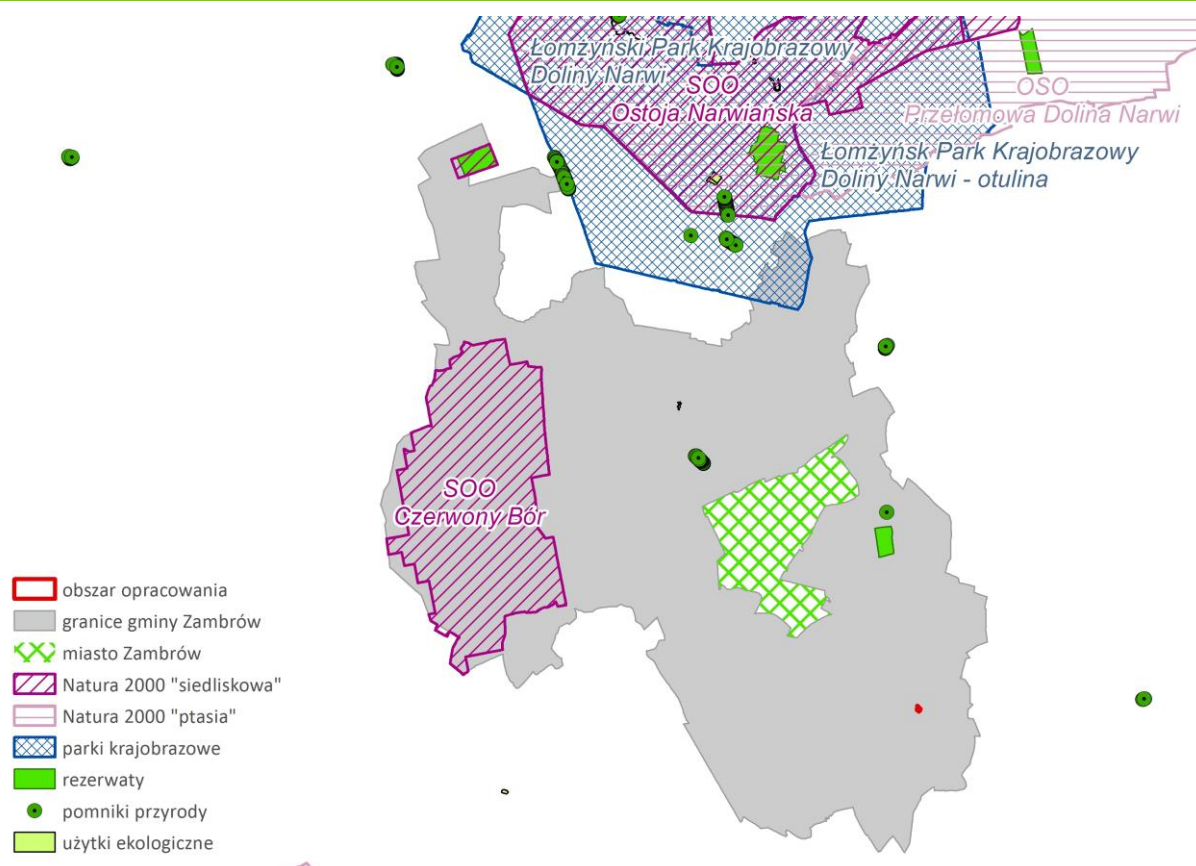 Łomżyński Park Krajobrazowy
Doliny Narwi
SOO
Ostoja Narwiańska
OSO
Przełomowa Dolina Narwi
Łomżyńsk Park Krajobrazowy
Doliny Narwi - otulina
SOO
Czerwony Bór
obszar opracowania
granice gminy Zambrów
miasto Zambrów
Natura 2000 "siedliskowa"
Natura 2000 "ptasia"
parki krajobrazowe
rezerwaty
pomniki przyrody
użytki ekologiczne